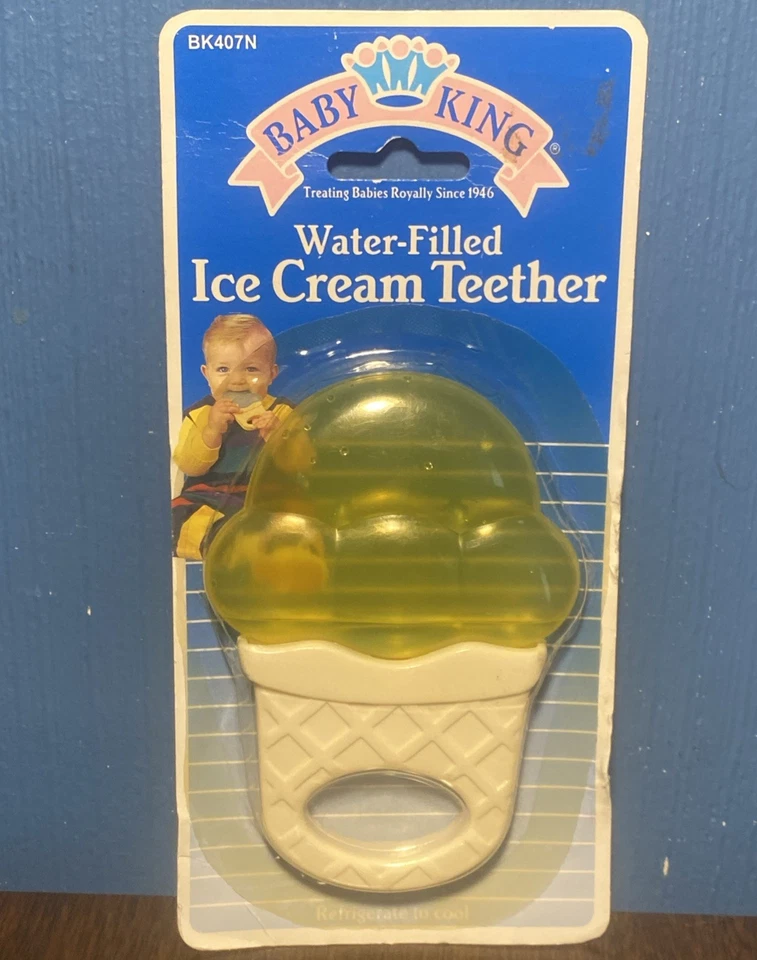 BK407N
BABY KING ®
Treating Babies Royally Since 1946
Water-Filled
Ice Cream Teether
Refrigerate to cool